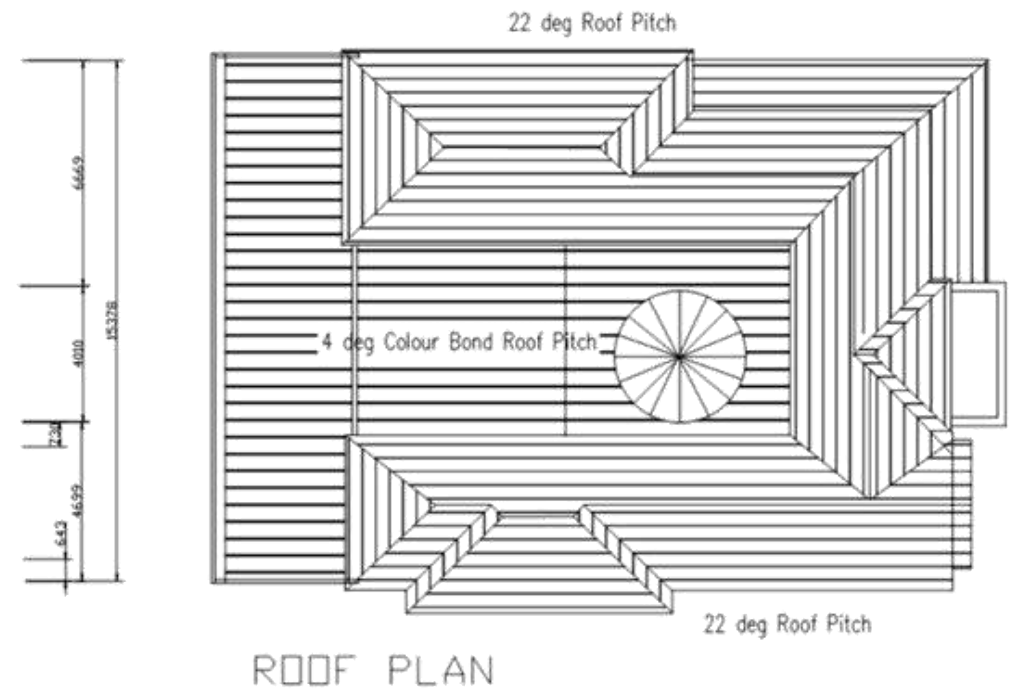 22 deg Roof Pitch
6669
15328
4010
4 deg Colour Bond Roof Pitch
230
4699
643
22 deg Roof Pitch
ROOF PLAN